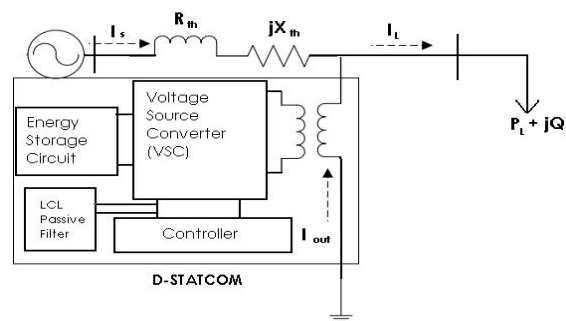 I s
R th
jX th
I L
P L + jQ
Voltage
Source
Converter
(VSC)
Energy
Storage
Circuit
LCL
Passive
Filter
Controller
I out
D-STATCOM